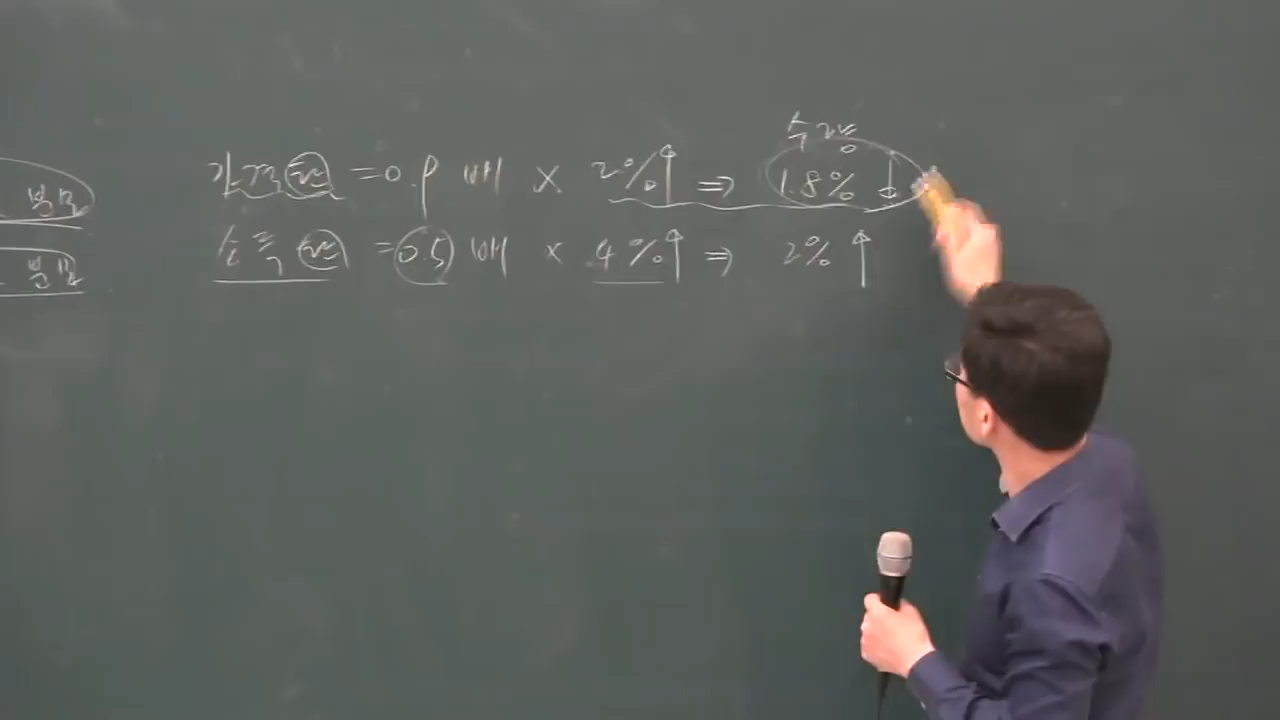 수요량
가격탄 = 0.9 배 × 2%↑ ⇒ 1.8% ↓
소득탄 = 0.5 배 × 4%↑ ⇒ 2% ↑